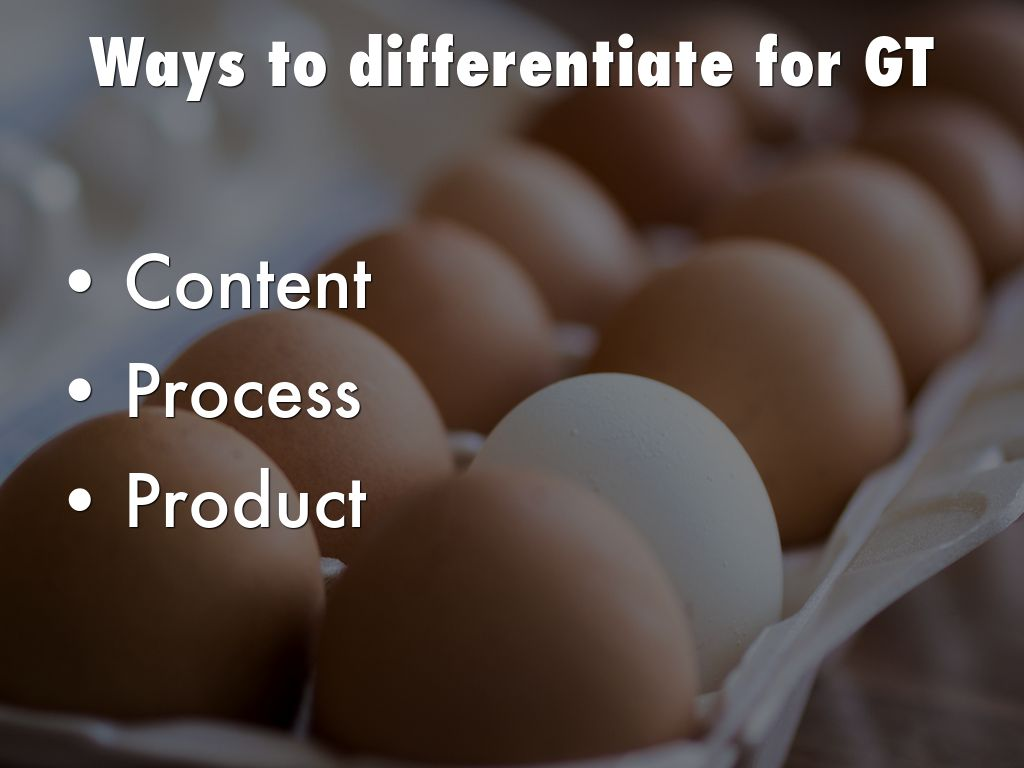 Ways to differentiate for GT
• Content
• Process
• Product